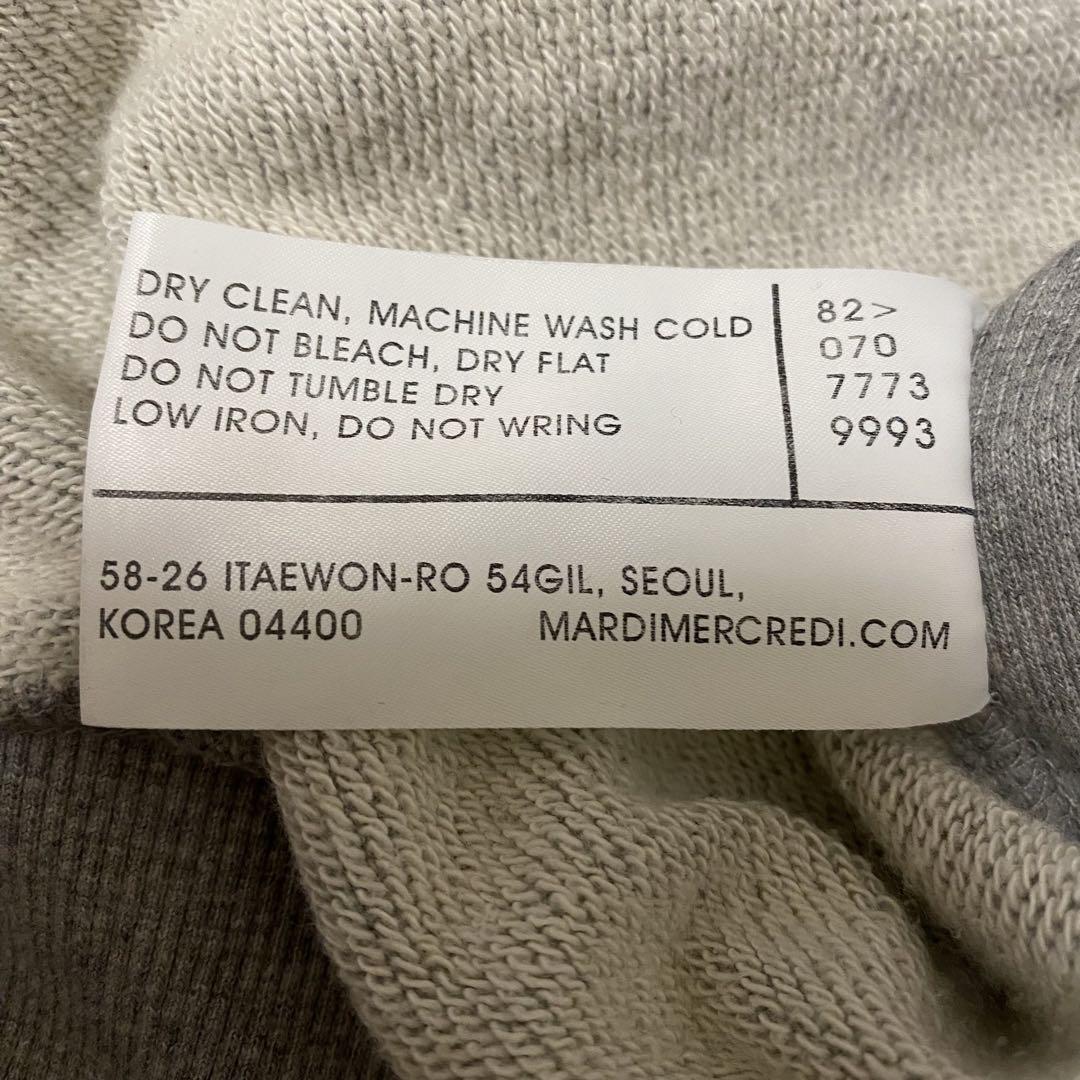 DRY CLEAN, MACHINE WASH COLD
DO NOT BLEACH, DRY FLAT
DO NOT TUMBLE DRY
LOW IRON, DO NOT WRING
82>
070
7773
9993
58-26 ITAEWON-RO 54GIL, SEOUL,
KOREA 04400 MARDIMERCREDI.COM